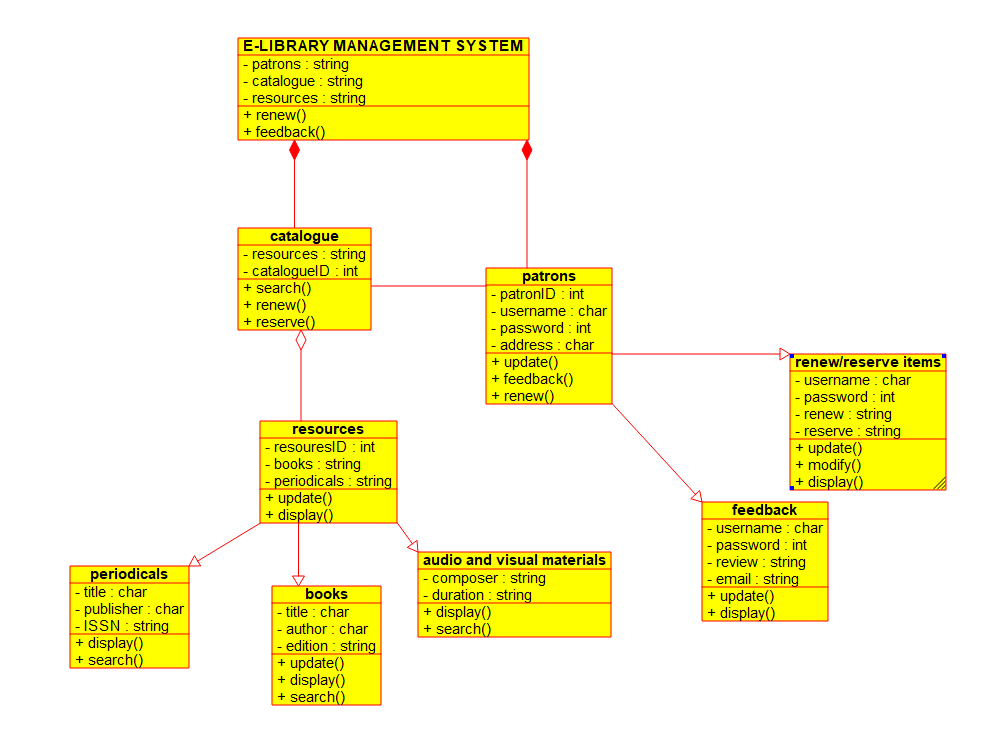 E-LIBRARY MANAGEMENT SYSTEM
- patrons : string
- catalogue : string
- resources : string
+ renew()
+ feedback()
catalogue
- resources : string
- catalogueID : int
+ search()
+ renew()
+ reserve()
patrons
- patronID : int
- username : char
- password : int
- address : char
+ update()
+ feedback()
+ renew()
renew/reserve items
- username : char
- password : int
- renew : string
- reserve : string
+ update()
+ modify()
+ display()
resources
- resouresID : int
- books : string
- periodicals : string
+ update()
+ display()
feedback
- username : char
- password : int
- review : string
- email : string
+ update()
+ display()
periodicals
- title : char
- publisher : char
- ISSN : string
+ display()
+ search()
books
- title : char
- author : char
- edition : string
+ update()
+ display()
+ search()
audio and visual materials
- composer : string
- duration : string
+ display()
+ search()